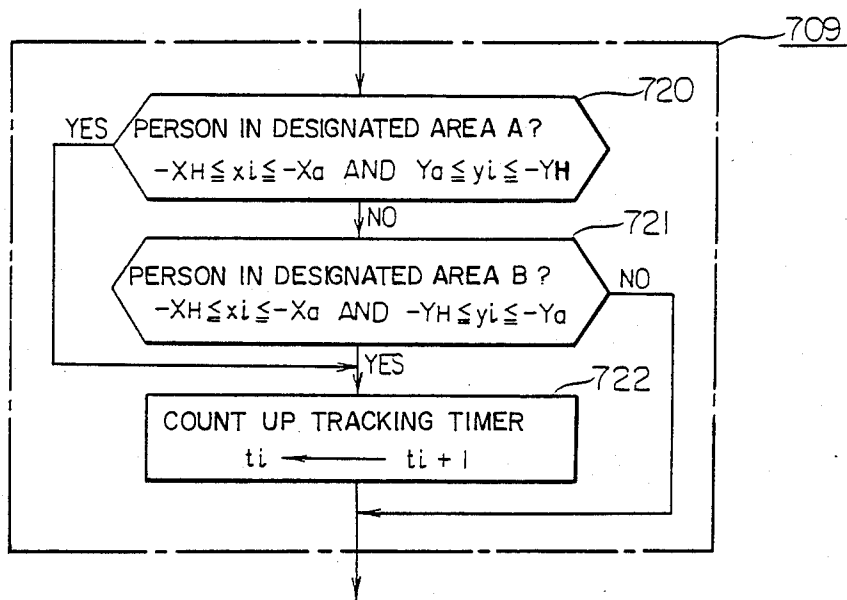 709
720
YES
PERSON IN DESIGNATED AREA A?
-XH≦xi≦-Xa AND Ya≦yi≦-YH
NO
721
PERSON IN DESIGNATED AREA B?
-XH≦xi≦-Xa AND -YH≦yi≦-Ya
NO
YES
722
COUNT UP TRACKING TIMER
ti ← ti + 1